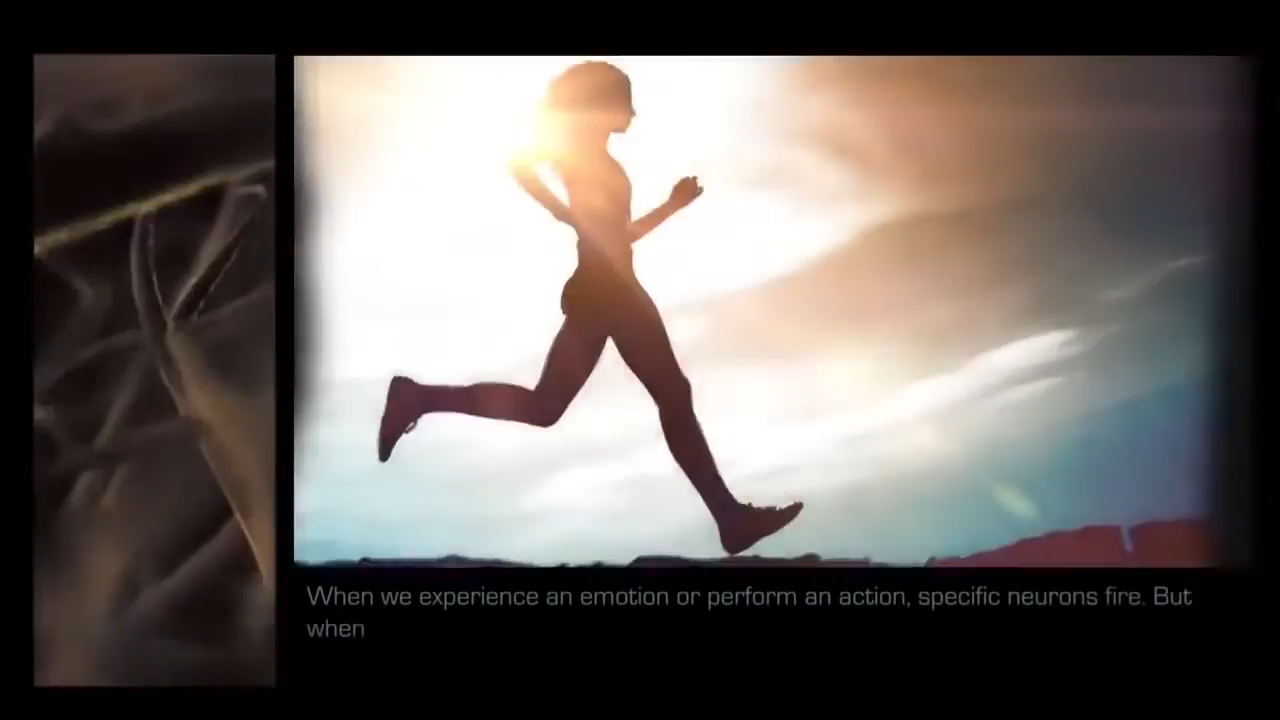 When we experience an emotion or perform an action, specific neurons fire. But
when